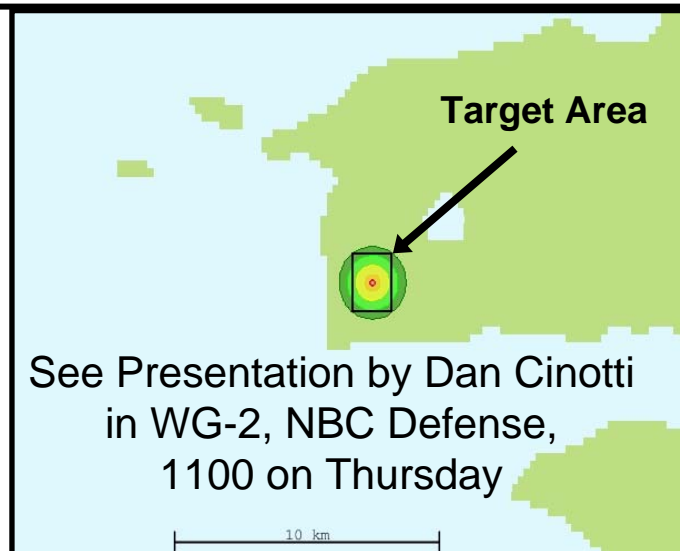 Target Area
See Presentation by Dan Cinotti
in WG-2, NBC Defense,
1100 on Thursday
10 km